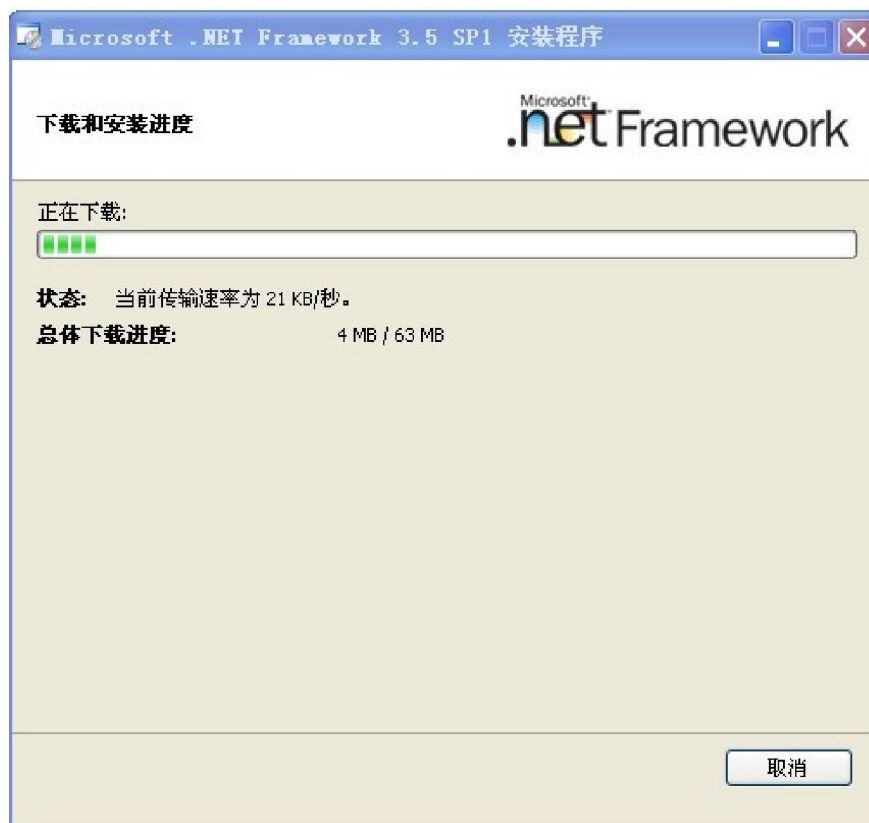 Microsoft .NET Framework 3.5 SP1 安装程序
下载和安装进度
Microsoft
.net Framework
正在下载:
状态: 当前传输速率为 21 KB/秒。
总体下载进度: 4 MB / 63 MB
取消